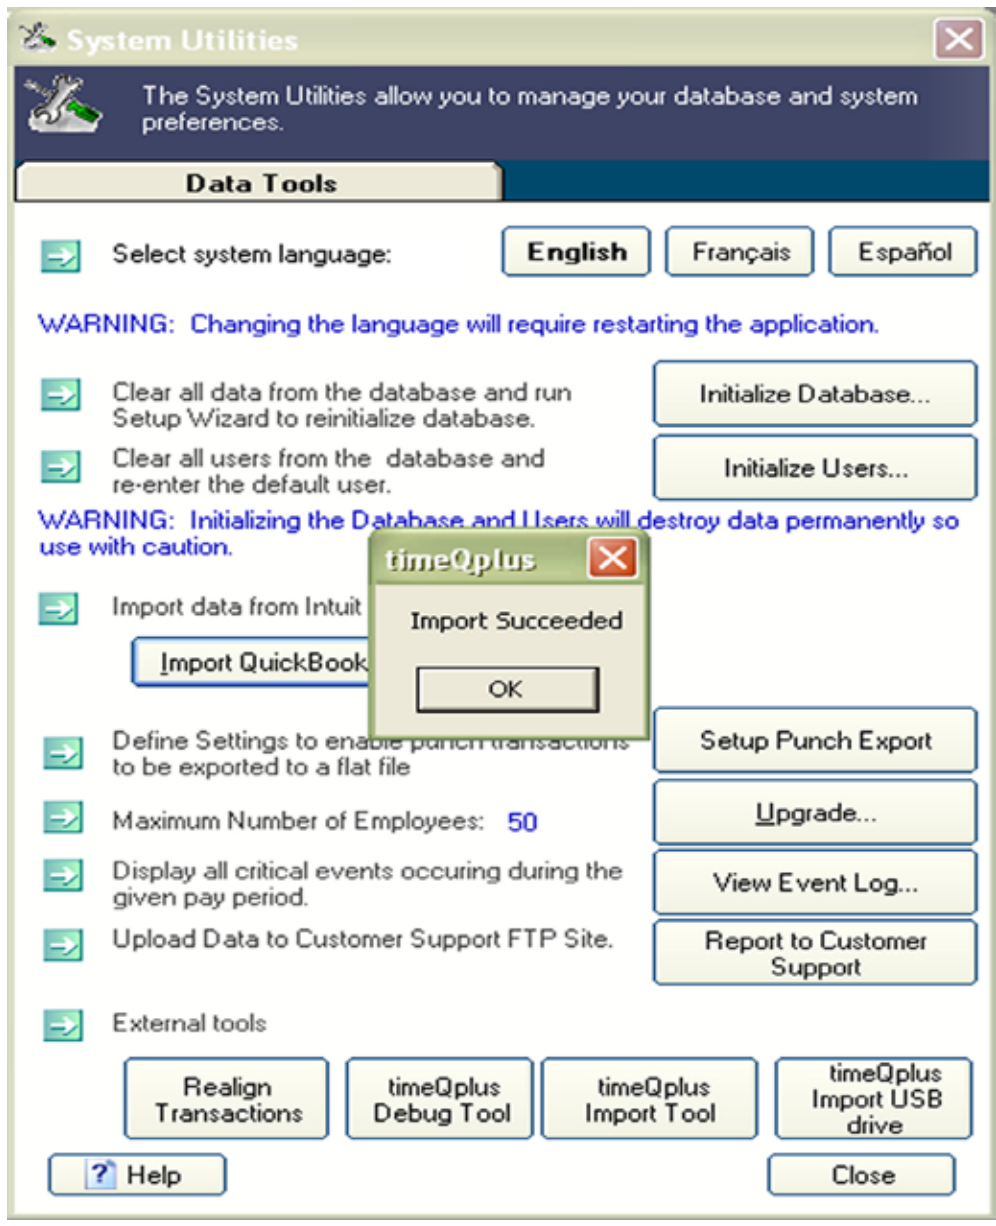 System Utilities
The System Utilities allow you to manage your database and system
preferences.
Data Tools
Select system language:
English
Français
Español
WARNING: Changing the language will require restarting the application.
Clear all data from the database and run
Setup Wizard to reinitialize database.
Initialize Database...
Clear all users from the database and
re-enter the default user.
Initialize Users...
WARNING: Initializing the Database and Users will destroy data permanently so
use with caution.
timeQplus
Import Succeeded
OK
Import data from Intuit
Import QuickBook
Define Settings to enable punch transactions
to be exported to a flat file
Setup Punch Export
Maximum Number of Employees: 50
Upgrade...
Display all critical events occuring during the
given pay period.
View Event Log...
Upload Data to Customer Support FTP Site.
Report to Customer
Support
External tools
Realign
Transactions
timeQplus
Debug Tool
timeQplus
Import Tool
timeQplus
Import USB
drive
Help
Close